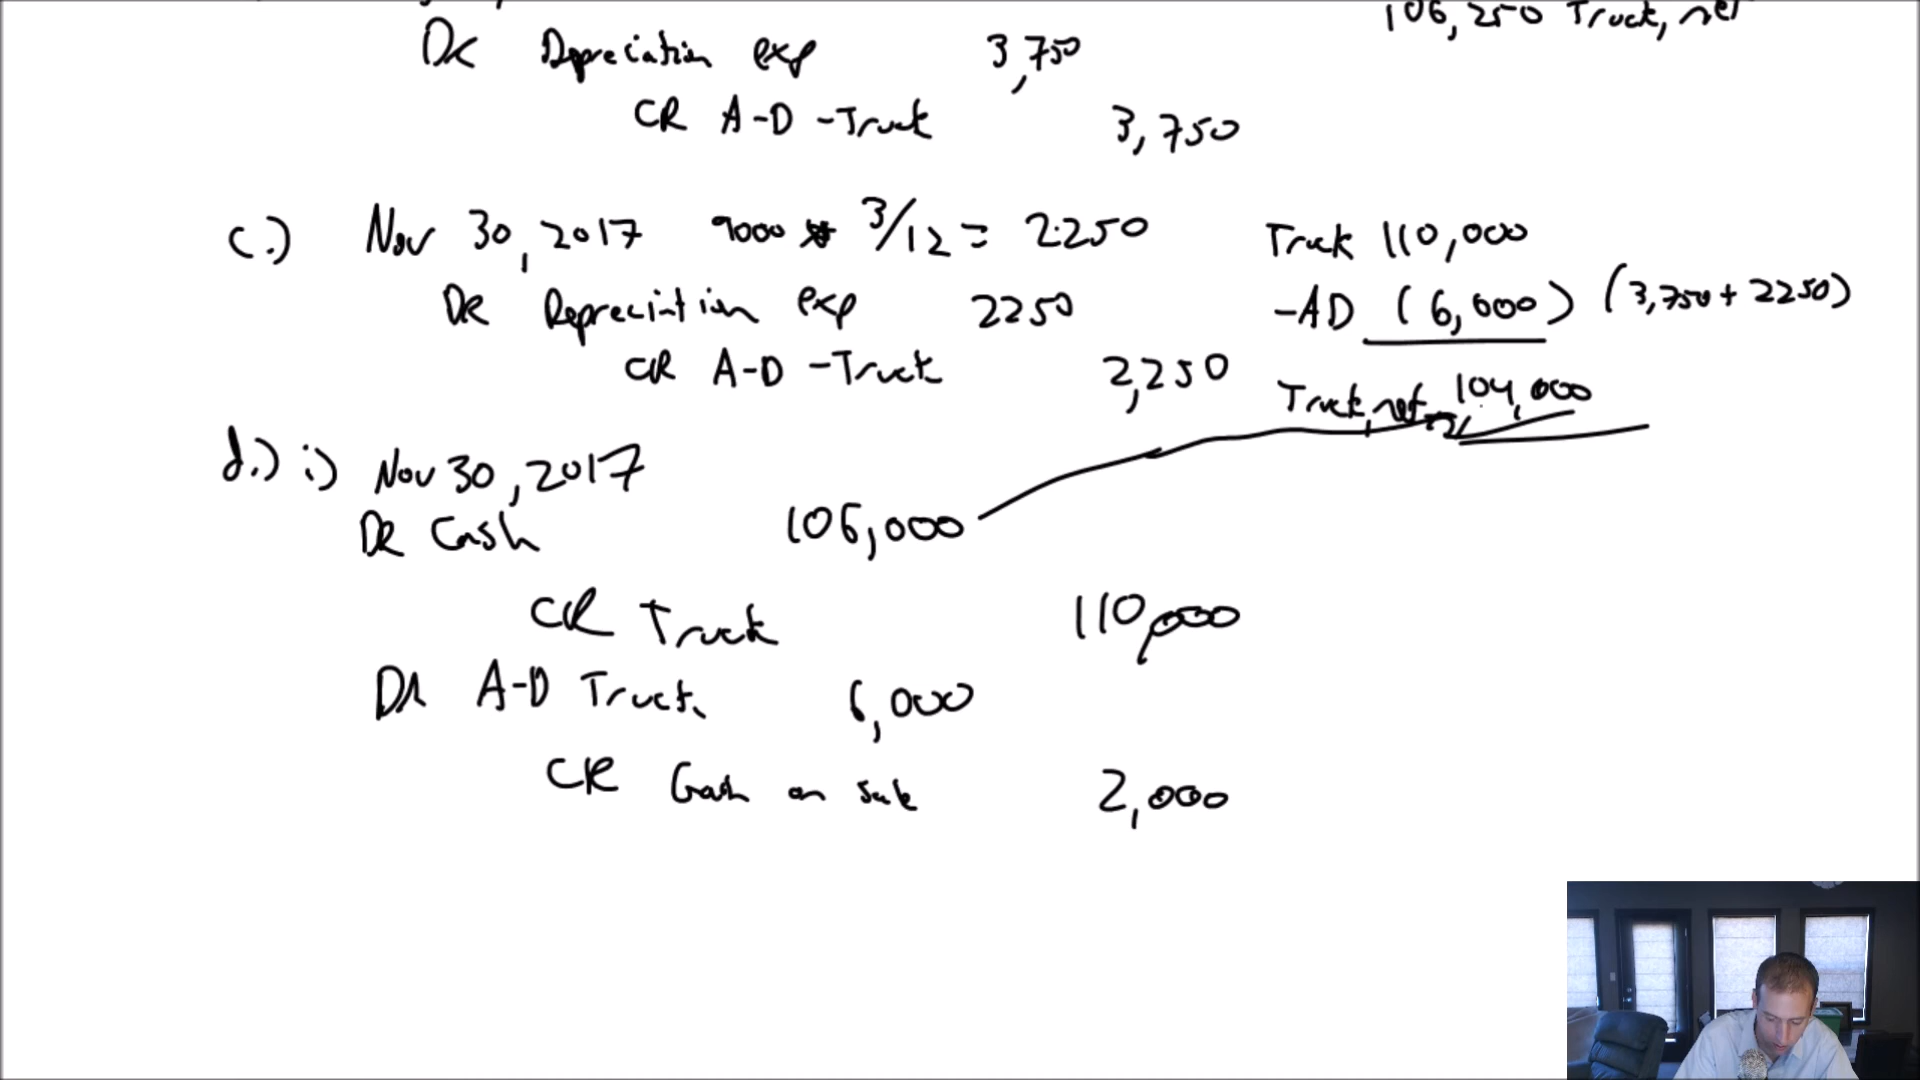 106,250 Truck, net
DR Depreciation exp 3,750
CR A-D -Truck 3,750
c.) Nov 30, 2017 9000 * 3/12 = 2250 Truck 110,000
DR Depreciation exp 2250 -AD (6,000) (3,750 + 2250)
CR A-D -Truck 2,250
Truck, net 104,000
d.) i) Nov 30, 2017
DR Cash 106,000
CR Truck 110,000
DR A-D Truck 6,000
CR Gain on sale 2,000